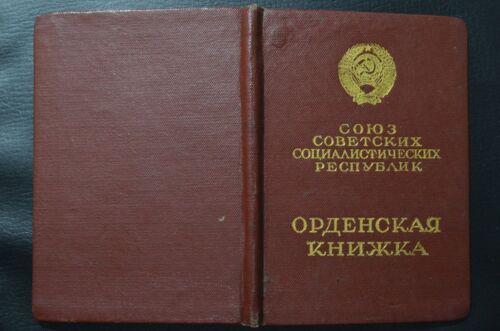 СОЮЗ
СОВЕТСКИХ
СОЦИАЛИСТИЧЕСКИХ
РЕСПУБЛИК
ОРДЕНСКАЯ
КНИЖКА